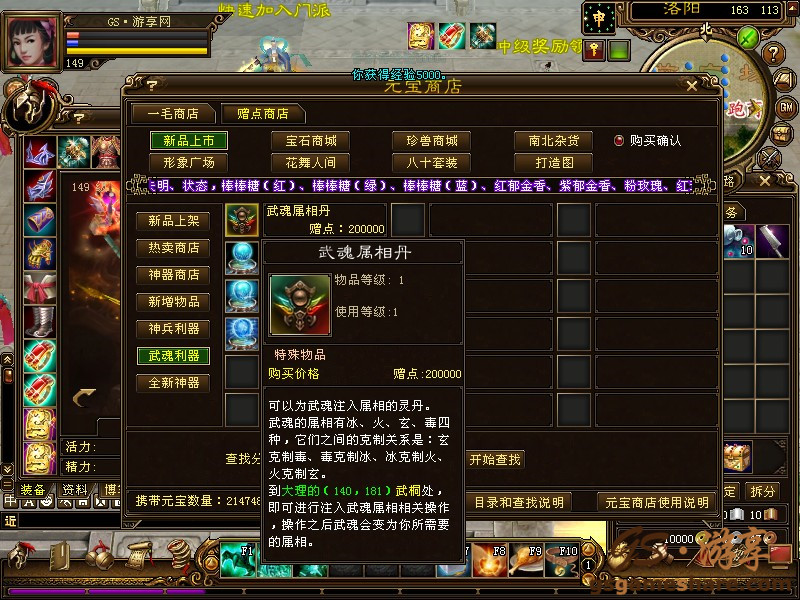 GS·游享网
149
快速加入门派
中级奖励领
洛阳 163 113
北
申
GM
你获得经验5000。
元宝商店
一毛商店
赠点商店
新品上市
宝石商城
珍兽商城
南北杂货
购买确认
形象广场
花舞人间
八十套装
打造图
状态，棒棒糖（红）、棒棒糖（绿）、棒棒糖（蓝）、红郁金香、紫郁金香、粉玫瑰、红
149
新品上架
热卖商店
神器商店
新增物品
神兵利器
武魂利器
全新神器
武魂属相丹
赠点：200000
武魂属相丹
物品等级：1
使用等级:1
特殊物品
购买价格 赠点:200000
可以为武魂注入属相的灵丹。
武魂的属相有冰、火、玄、毒四
种，它们之间的克制关系是：玄
克制毒、毒克制冰、冰克制火、
火克制玄。
到大理的（140，181）武桐处，
即可进行注入武魂属相相关操作
，操作之后武魂会变为你所需要
的属相。
10
活力：
精力：
查找分
开始查找
装备
资料
携带元宝数量：214748
目录和查找说明
元宝商店使用说明
定
拆分
近
F1
F8
F9
F10
1